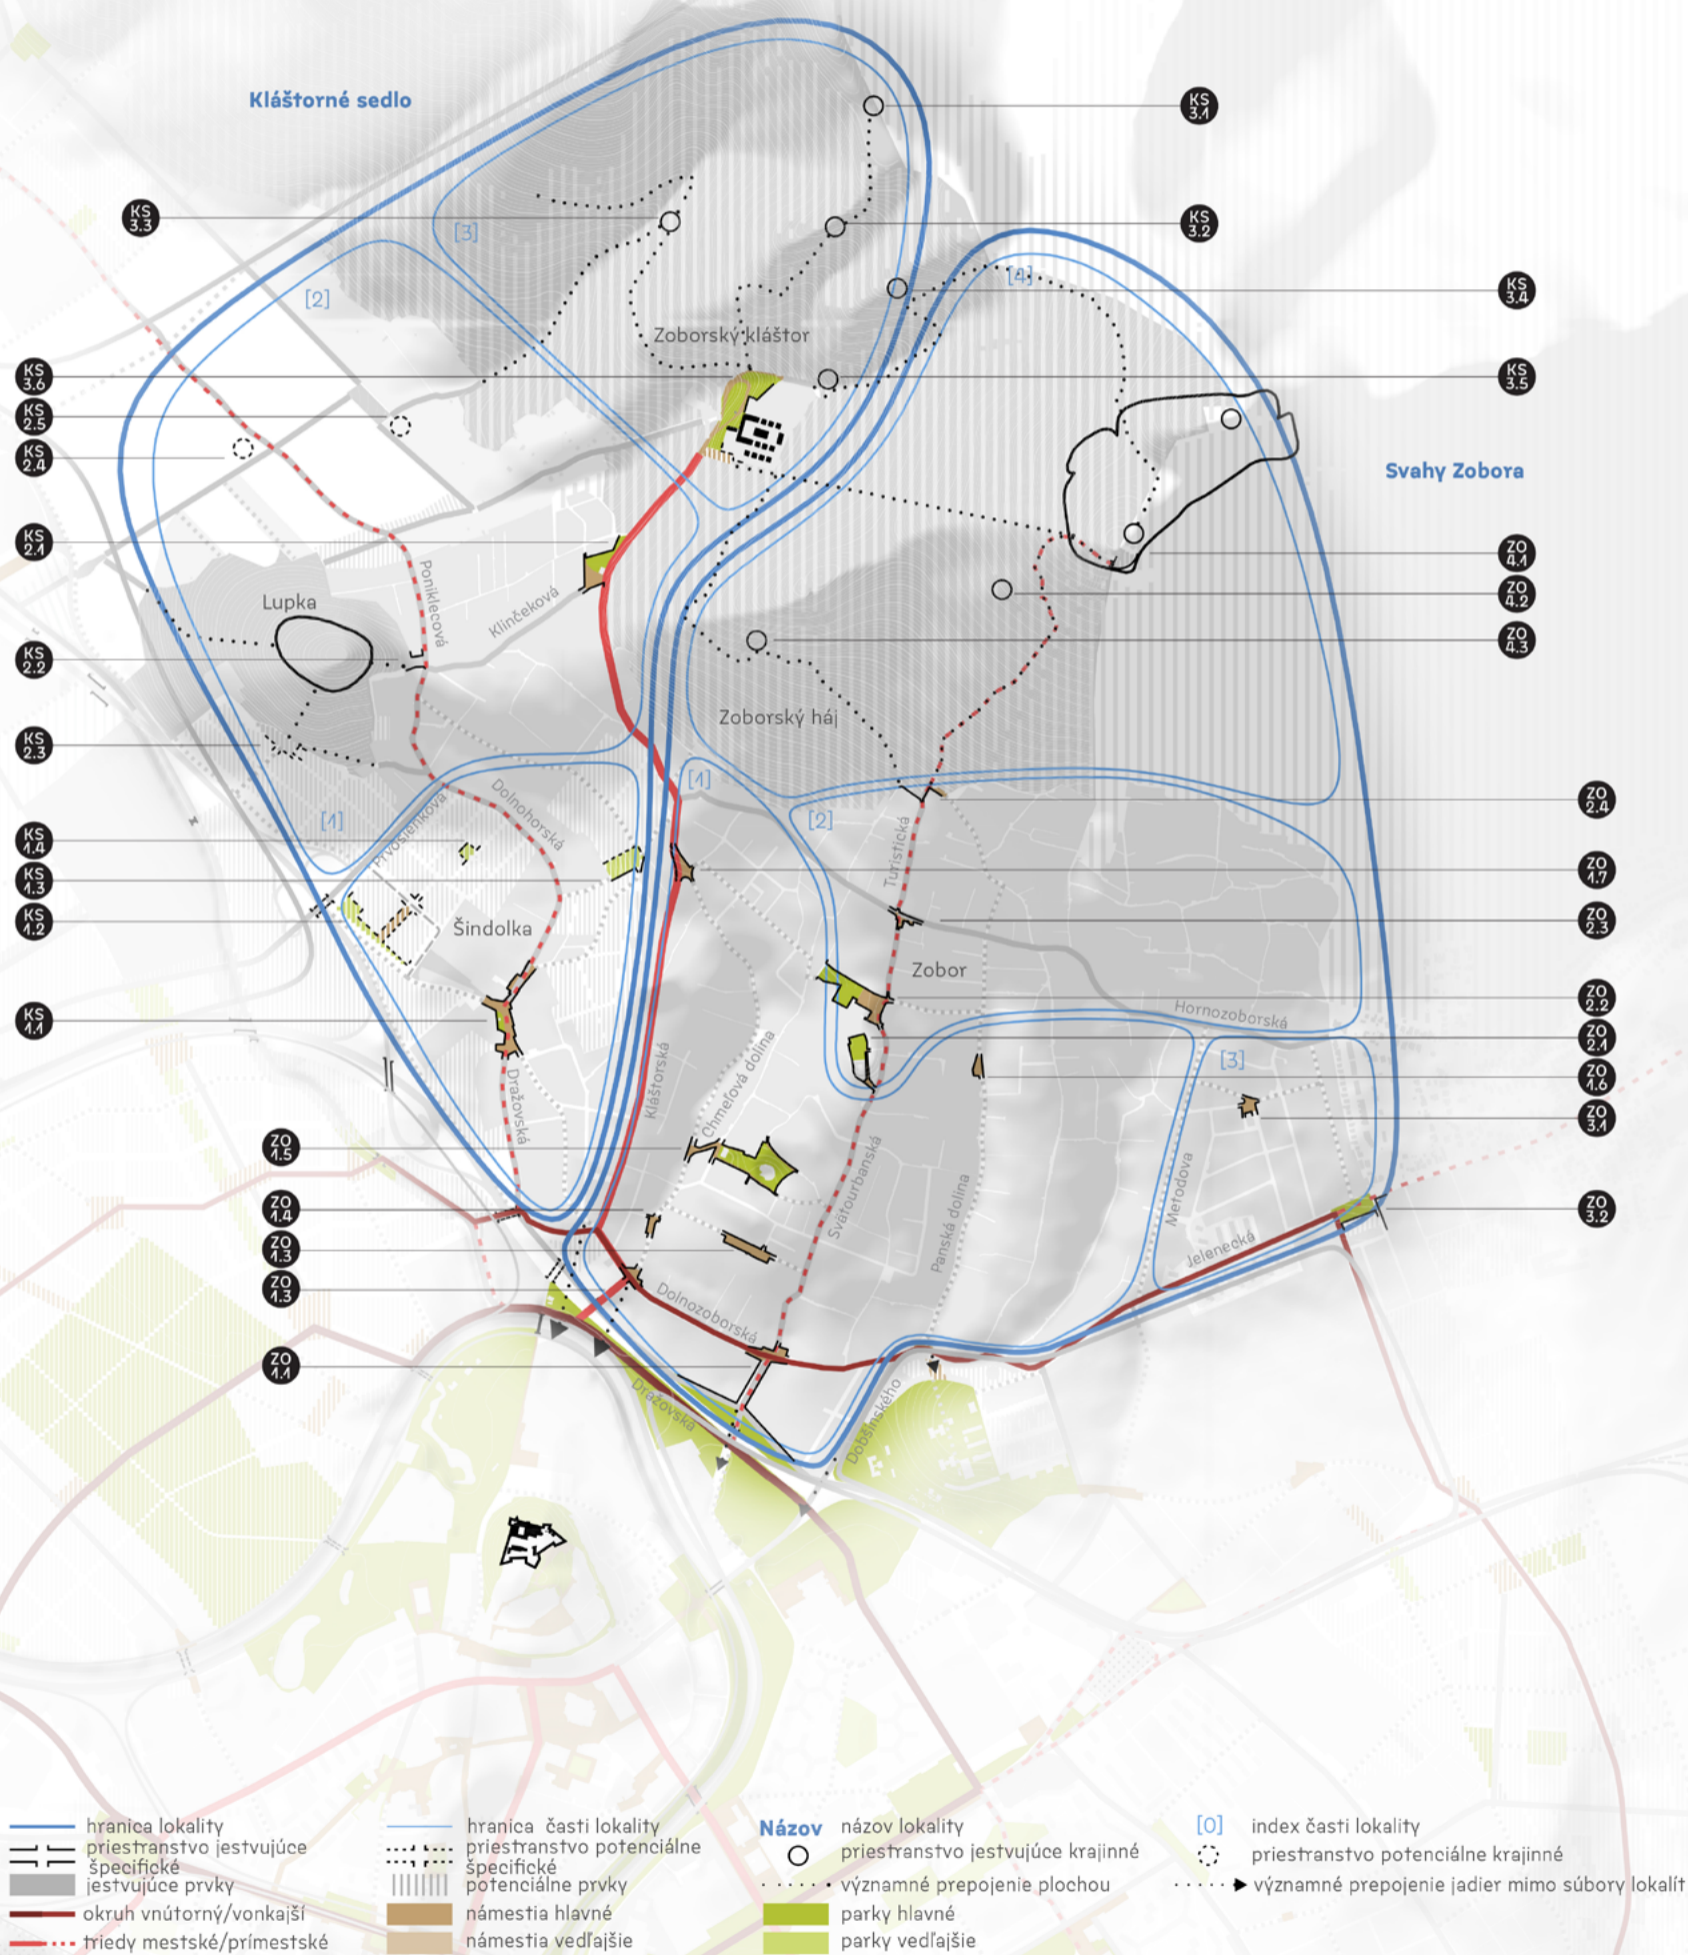 Kláštorné sedlo
KS
3.1
KS
3.3
KS
3.2
[3]
[4]
[2]
KS
3.4
Zoborský kláštor
KS
3.6
KS
3.5
KS
2.5
KS
2.4
Svahy Zobora
KS
2.1
ZO
4.1
Poniklecová
Klinčeková
Lupka
ZO
4.2
ZO
4.3
KS
2.2
Zoborský háj
KS
2.3
[1]
[2]
[1]
Dolnohorská
Prvosienková
Turistická
ZO
2.4
KS
1.4
KS
1.3
KS
1.2
ZO
1.7
ZO
2.3
Šindolka
Zobor
ZO
2.2
Hornozoborská
KS
1.1
ZO
2.1
[3]
ZO
1.6
ZO
3.1
Dražovská
Kláštorská
Chmeľová dolina
Svätourbanská
Panská dolina
Metodova
ZO
1.5
ZO
1.4
ZO
1.3
ZO
1.3
ZO
3.2
Jelenecká
Dolnozoborská
ZO
1.1
Dražovská
Dobšinského
hranica lokality
hranica časti lokality
Názov názov lokality
[0] index časti lokality
priestranstvo jestvujúce
špecifické
priestranstvo potenciálne
špecifické
priestranstvo jestvujúce krajinné
priestranstvo potenciálne krajinné
jestvujúce prvky
potenciálne prvky
významné prepojenie plochou
významné prepojenie jadier mimo súbory lokalít
okruh vnútorný/vonkajší
námestia hlavné
parky hlavné
triedy mestské/prímestské
námestia vedľajšie
parky vedľajšie